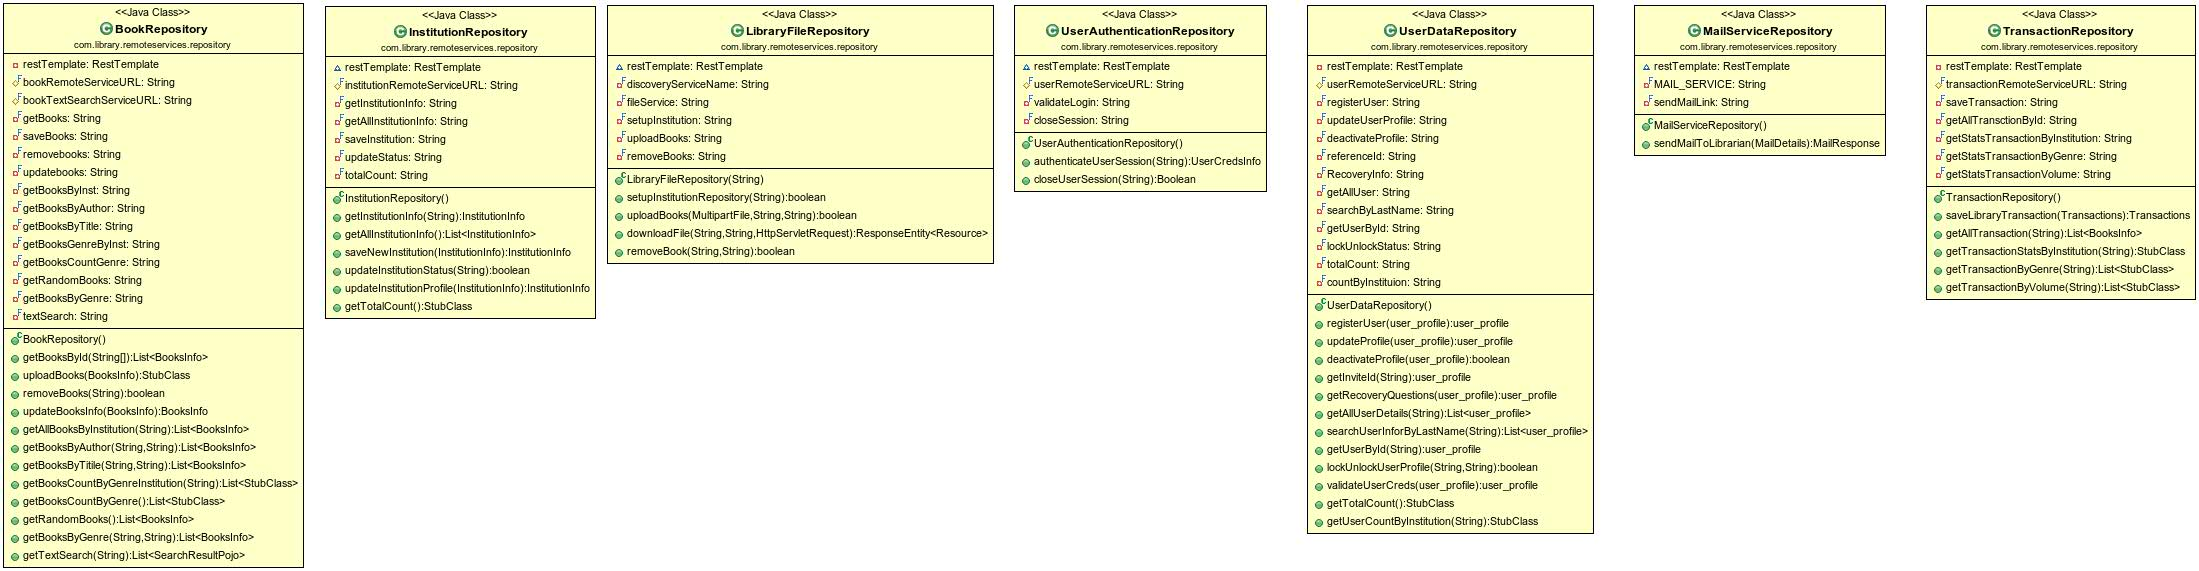 <<Java Class>>
BookRepository
com.library.remoteservices.repository
restTemplate: RestTemplate
bookRemoteServiceURL: String
bookTextSearchServiceURL: String
getBooks: String
saveBooks: String
removebooks: String
updatebooks: String
getBooksByInst: String
getBooksByAuthor: String
getBooksByTitle: String
getBooksGenreByInst: String
getBooksCountGenre: String
getRandomBooks: String
getBooksByGenre: String
textSearch: String
BookRepository()
getBooksById(String[]):List<BooksInfo>
uploadBooks(BooksInfo):StubClass
removeBooks(String):boolean
updateBooksInfo(BooksInfo):BooksInfo
getAllBooksByInstitution(String):List<BooksInfo>
getBooksByAuthor(String,String):List<BooksInfo>
getBooksByTitile(String,String):List<BooksInfo>
getBooksCountByGenreInstitution(String):List<StubClass>
getBooksCountByGenre():List<StubClass>
getRandomBooks():List<BooksInfo>
getBooksByGenre(String,String):List<BooksInfo>
getTextSearch(String):List<SearchResultPojo>
<<Java Class>>
InstitutionRepository
com.library.remoteservices.repository
restTemplate: RestTemplate
institutionRemoteServiceURL: String
getInstitutionInfo: String
getAllInstitutionInfo: String
saveInstitution: String
updateStatus: String
totalCount: String
InstitutionRepository()
getInstitutionInfo(String):InstitutionInfo
getAllInstitutionInfo():List<InstitutionInfo>
saveNewInstitution(InstitutionInfo):InstitutionInfo
updateInstitutionStatus(String):boolean
updateInstitutionProfile(InstitutionInfo):InstitutionInfo
getTotalCount():StubClass
<<Java Class>>
LibraryFileRepository
com.library.remoteservices.repository
restTemplate: RestTemplate
discoveryServiceName: String
fileService: String
setupInstitution: String
uploadBooks: String
removeBooks: String
LibraryFileRepository(String)
setupInstitutionRepository(String):boolean
uploadBooks(MultipartFile,String,String):boolean
downloadFile(String,String,HttpServletRequest):ResponseEntity<Resource>
removeBook(String,String):boolean
<<Java Class>>
UserAuthenticationRepository
com.library.remoteservices.repository
restTemplate: RestTemplate
userRemoteServiceURL: String
validateLogin: String
closeSession: String
UserAuthenticationRepository()
authenticateUserSession(String):UserCredsInfo
closeUserSession(String):Boolean
<<Java Class>>
UserDataRepository
com.library.remoteservices.repository
restTemplate: RestTemplate
userRemoteServiceURL: String
registerUser: String
updateUserProfile: String
deactivateProfile: String
referenceId: String
RecoveryInfo: String
getAllUser: String
searchByLastName: String
getUserById: String
lockUnlockStatus: String
totalCount: String
countByInstituion: String
UserDataRepository()
registerUser(user_profile):user_profile
updateProfile(user_profile):user_profile
deactivateProfile(user_profile):boolean
getInviteId(String):user_profile
getRecoveryQuestions(user_profile):user_profile
getAllUserDetails(String):List<user_profile>
searchUserInforByLastName(String):List<user_profile>
getUserById(String):user_profile
lockUnlockUserProfile(String,String):boolean
validateUserCreds(user_profile):user_profile
getTotalCount():StubClass
getUserCountByInstitution(String):StubClass
<<Java Class>>
MailServiceRepository
com.library.remoteservices.repository
restTemplate: RestTemplate
MAIL_SERVICE: String
sendMailLink: String
MailServiceRepository()
sendMailToLibrarian(MailDetails):MailResponse
<<Java Class>>
TransactionRepository
com.library.remoteservices.repository
restTemplate: RestTemplate
transactionRemoteServiceURL: String
saveTransaction: String
getAllTransctionById: String
getStatsTransactionByInstitution: String
getStatsTransactionByGenre: String
getStatsTransactionVolume: String
TransactionRepository()
saveLibraryTransaction(Transactions):Transactions
getAllTransaction(String):List<BooksInfo>
getTransactionStatsByInstitution(String):StubClass
getTransactionByGenre(String):List<StubClass>
getTransactionByVolume(String):List<StubClass>